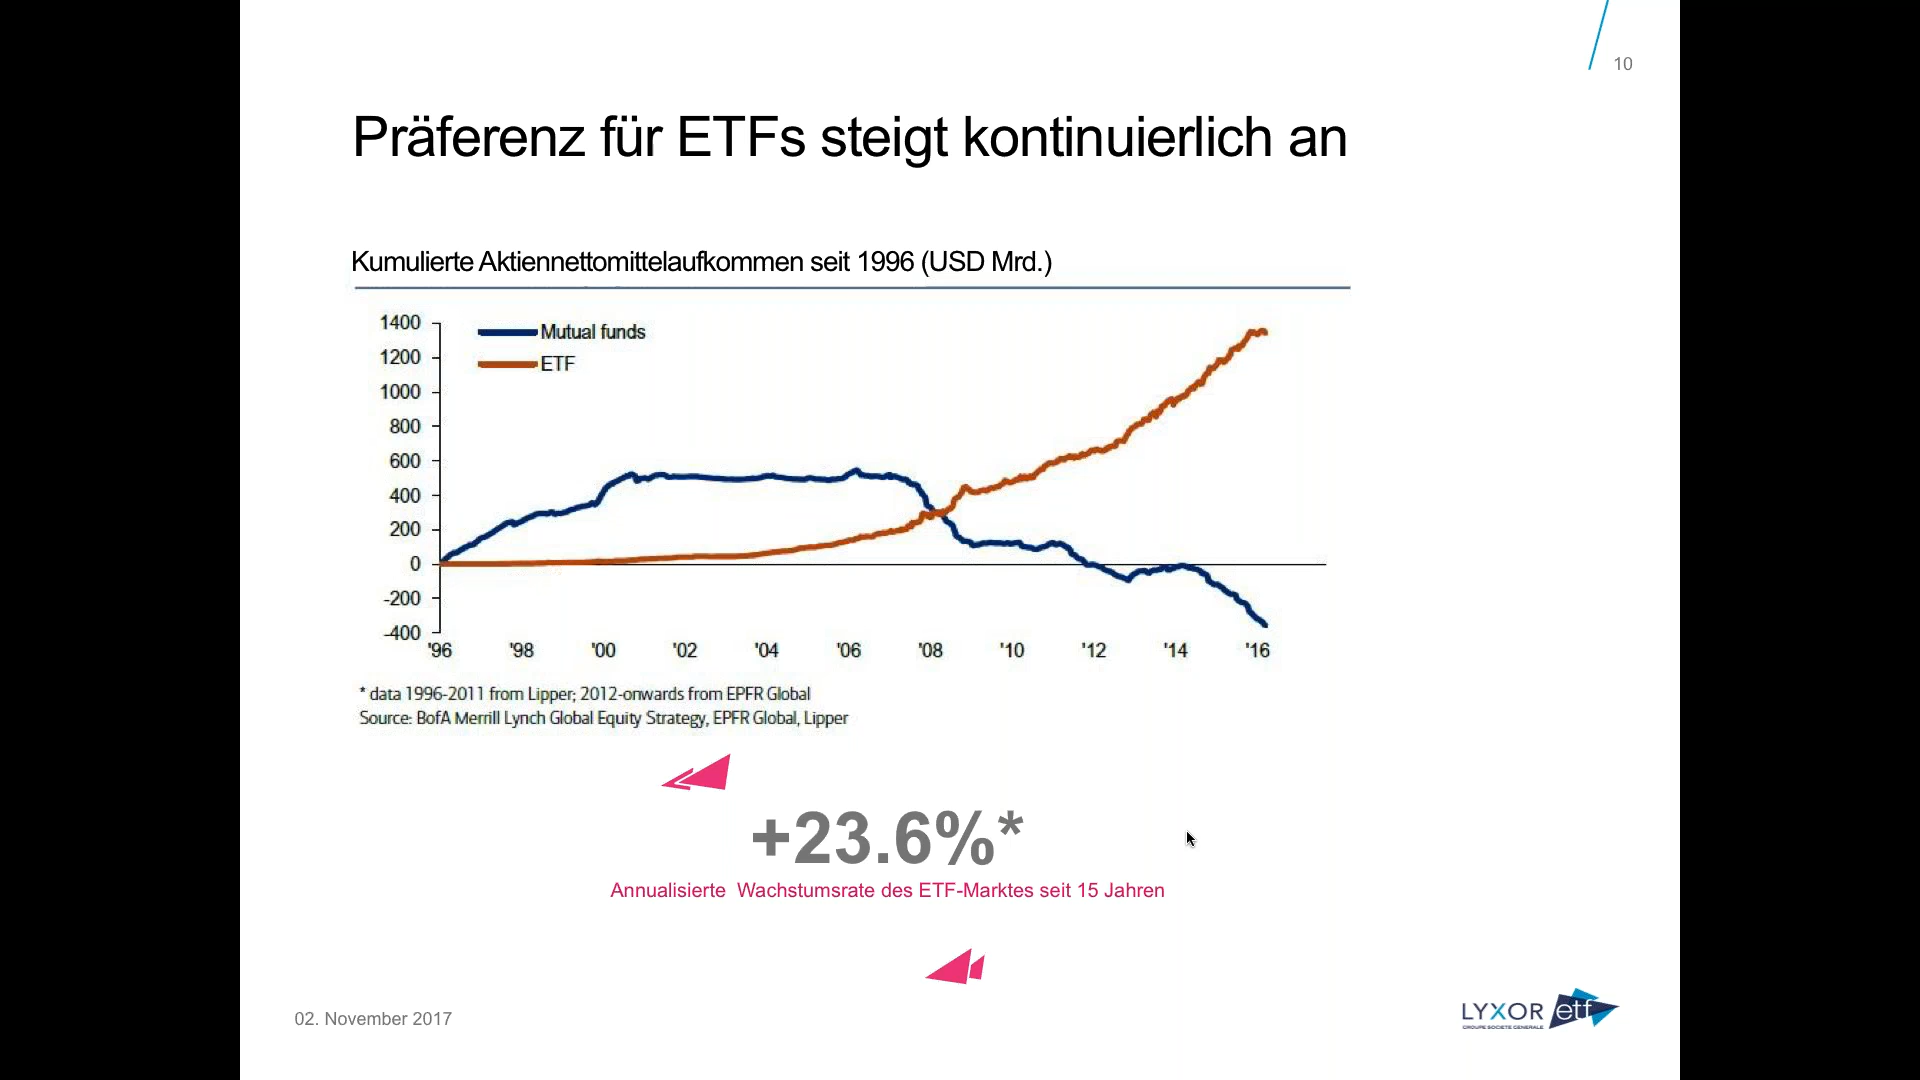 10
Präferenz für ETFs steigt kontinuierlich an
Kumulierte Aktiennettomittelaufkommen seit 1996 (USD Mrd.)
1400
1200
1000
800
600
400
200
0
-200
-400
Mutual funds
ETF
'96 '98 '00 '02 '04 '06 '08 '10 '12 '14 '16
* data 1996-2011 from Lipper; 2012-onwards from EPFR Global
Source: BofA Merrill Lynch Global Equity Strategy, EPFR Global, Lipper
+23.6%*
Annualisierte Wachstumsrate des ETF-Marktes seit 15 Jahren
02. November 2017
LYXOR etf
GROUPE SOCIETE GENERALE